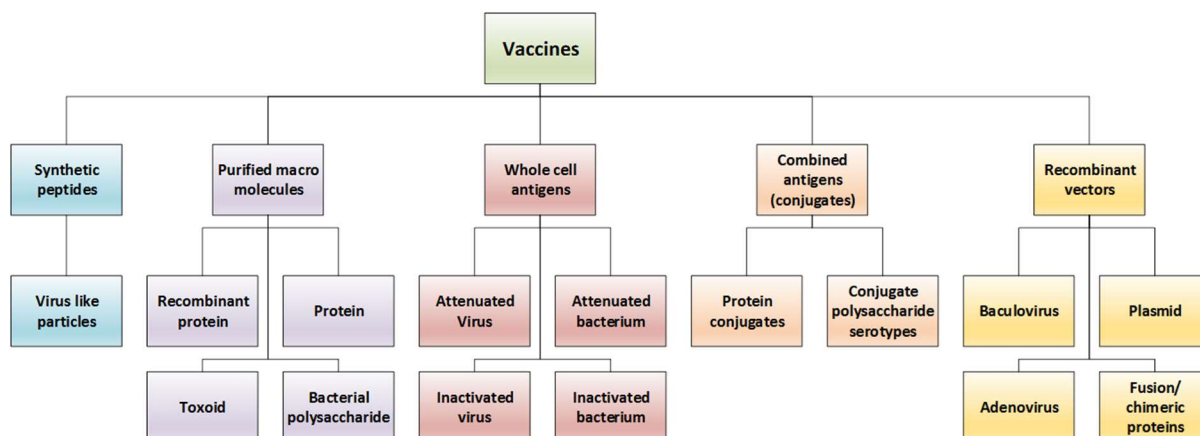 Vaccines
Synthetic
peptides
Purified macro
molecules
Whole cell
antigens
Combined
antigens
(conjugates)
Recombinant
vectors
Virus like
particles
Recombinant
protein
Protein
Attenuated
Virus
Attenuated
bacterium
Protein
conjugates
Conjugate
polysaccharide
serotypes
Baculovirus
Plasmid
Toxoid
Bacterial
polysaccharide
Inactivated
virus
Inactivated
bacterium
Adenovirus
Fusion/
chimeric
proteins